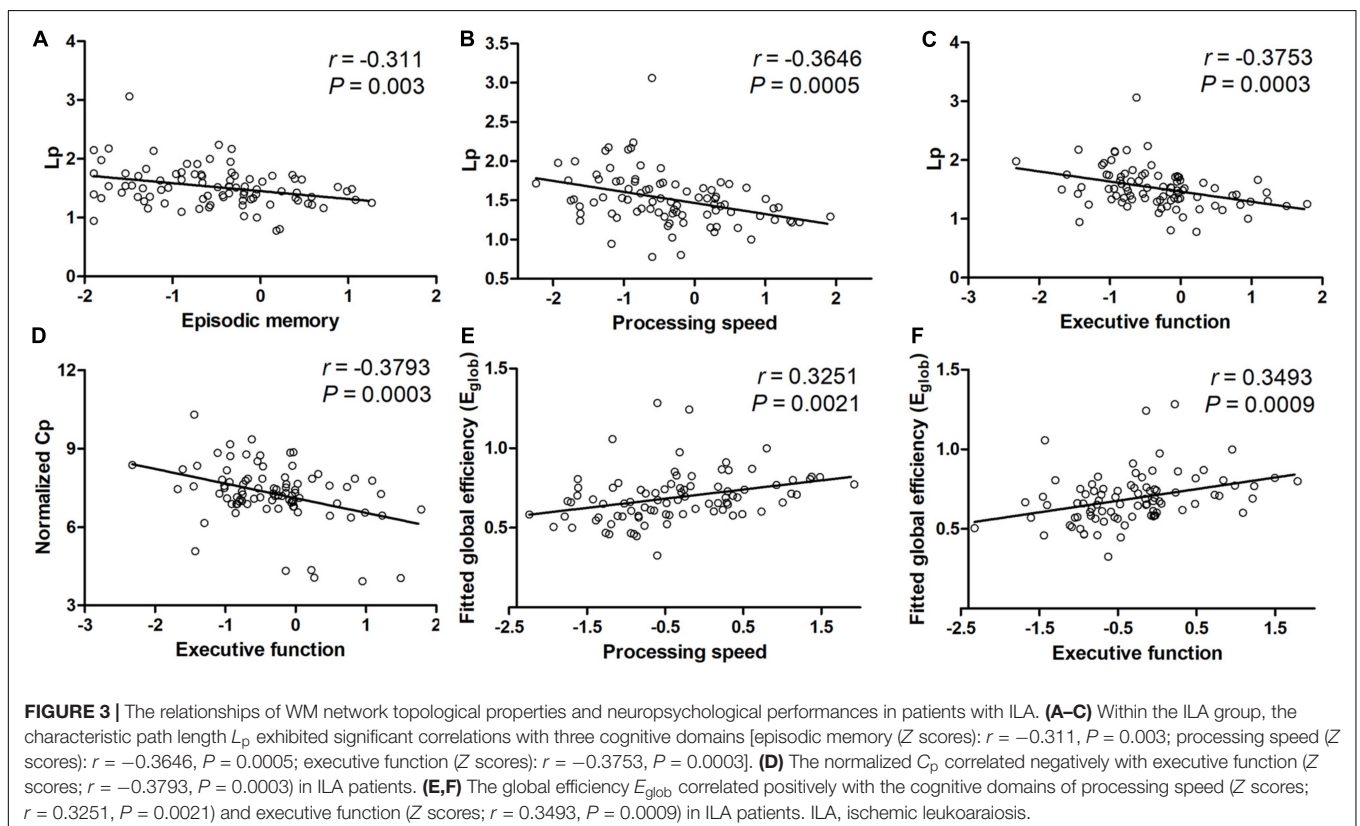 A
r = -0.311
P = 0.003
4
3
2
1
0
Lp
-2 -1 0 1 2
Episodic memory
B
r = -0.3646
P = 0.0005
3.5
3.0
2.5
2.0
1.5
1.0
0.5
Lp
-2 -1 0 1 2
Processing speed
C
r = -0.3753
P = 0.0003
4
3
2
1
0
Lp
-3 -2 -1 0 1 2
Executive function
D
r = -0.3793
P = 0.0003
12
9
6
3
Normalized Cp
-3 -2 -1 0 1 2
Executive function
E
r = 0.3251
P = 0.0021
1.5
1.0
0.5
Fitted global efficiency (Eglob)
-2.5 -1.5 -0.5 0.5 1.5
Processing speed
F
r = 0.3493
P = 0.0009
1.5
1.0
0.5
Fitted global efficiency (Eglob)
-2.5 -1.5 -0.5 0.5 1.5
Executive function
FIGURE 3 | The relationships of WM network topological properties and neuropsychological performances in patients with ILA. (A–C) Within the ILA group, the
characteristic path length Lp exhibited significant correlations with three cognitive domains [episodic memory (Z scores): r = −0.311, P = 0.003; processing speed (Z
scores): r = −0.3646, P = 0.0005; executive function (Z scores): r = −0.3753, P = 0.0003]. (D) The normalized Cp correlated negatively with executive function (Z
scores; r = −0.3793, P = 0.0003) in ILA patients. (E,F) The global efficiency Eglob correlated positively with the cognitive domains of processing speed (Z scores;
r = 0.3251, P = 0.0021) and executive function (Z scores; r = 0.3493, P = 0.0009) in ILA patients. ILA, ischemic leukoaraiosis.